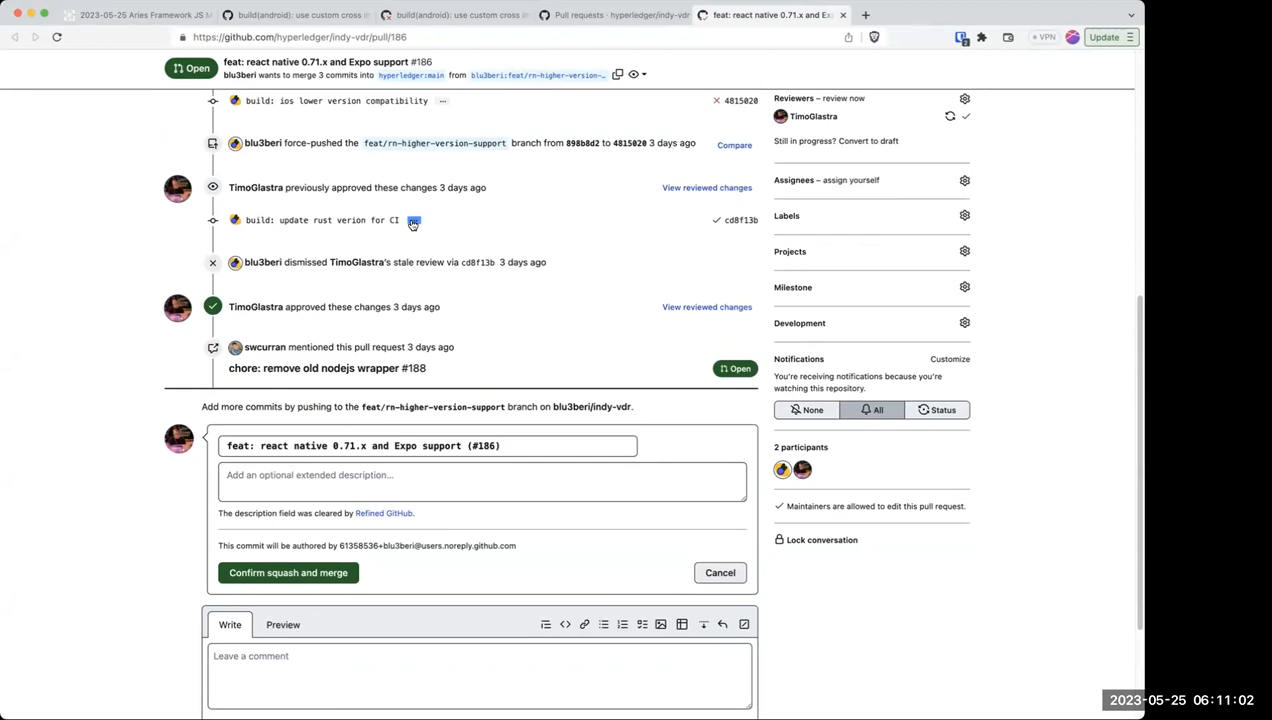 2023-05-25 Aries Framework JS M
build(android): use custom cross im
build(android): use custom cross im
Pull requests · hyperledger/indy-vdr
feat: react native 0.71.x and Exp
https://github.com/hyperledger/indy-vdr/pull/186
VPN
Update
Open
feat: react native 0.71.x and Expo support #186
blu3beri wants to merge 3 commits into hyperledger:main from blu3beri:feat/rn-higher-version-…
build: ios lower version compatibility …
4815020
blu3beri force-pushed the feat/rn-higher-version-support branch from 898b8d2 to 4815020 3 days ago
Compare
TimoGlastra previously approved these changes 3 days ago
View reviewed changes
build: update rust verion for CI
cd8f13b
blu3beri dismissed TimoGlastra's stale review via cd8f13b 3 days ago
TimoGlastra approved these changes 3 days ago
View reviewed changes
swcurran mentioned this pull request 3 days ago
chore: remove old nodejs wrapper #188
Open
Add more commits by pushing to the feat/rn-higher-version-support branch on blu3beri/indy-vdr.
feat: react native 0.71.x and Expo support (#186)
Add an optional extended description...
The description field was cleared by Refined GitHub.
This commit will be authored by 61358536+blu3beri@users.noreply.github.com
Confirm squash and merge
Cancel
Write
Preview
Leave a comment
Reviewers – review now
TimoGlastra
Still in progress? Convert to draft
Assignees – assign yourself
Labels
Projects
Milestone
Development
Notifications
Customize
You're receiving notifications because you're
watching this repository.
None
All
Status
2 participants
Maintainers are allowed to edit this pull request.
Lock conversation
2023-05-25 06:11:02